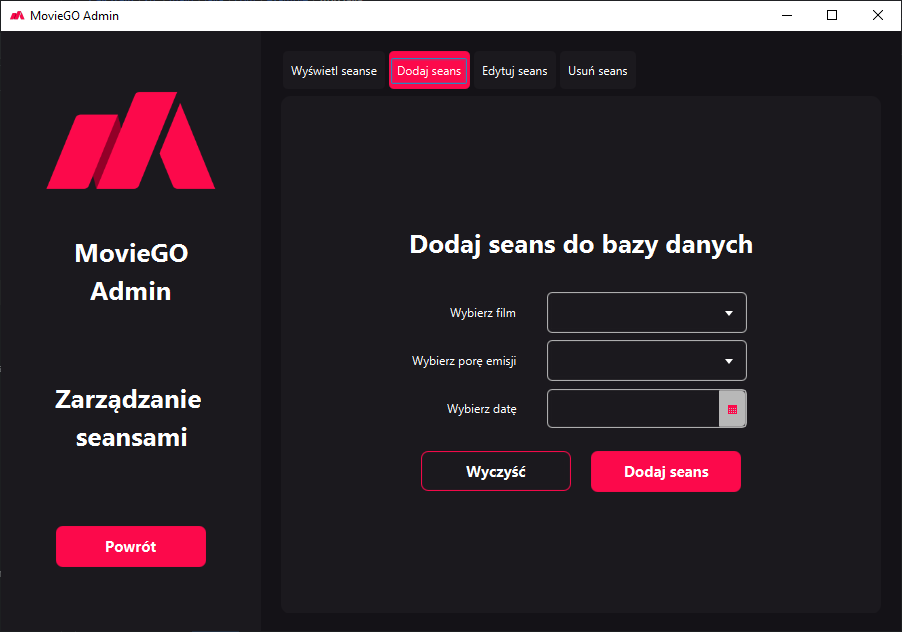 MovieGO Admin
MovieGO
Admin
Zarządzanie
seansami
Powrót
Wyświetl seanse
Dodaj seans
Edytuj seans
Usuń seans
Dodaj seans do bazy danych
Wybierz film
Wybierz porę emisji
Wybierz datę
Wyczyść
Dodaj seans